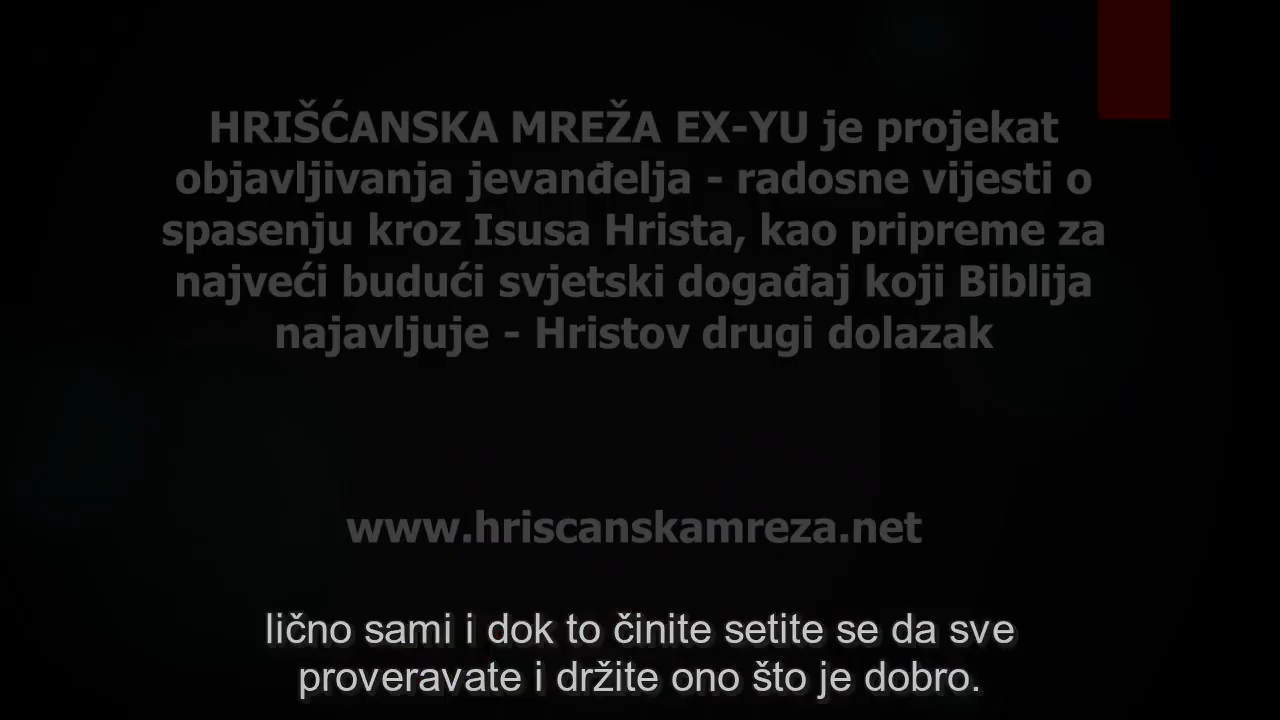 HRIŠĆANSKA MREŽA EX-YU je projekat
objavljivanja jevanđelja - radosne vijesti o
spasenju kroz Isusa Hrista, kao pripreme za
najveći budući svjetski događaj koji Biblija
najavljuje - Hristov drugi dolazak
www.hriscanskamreza.net
lično sami i dok to činite setite se da sve
proveravate i držite ono što je dobro.